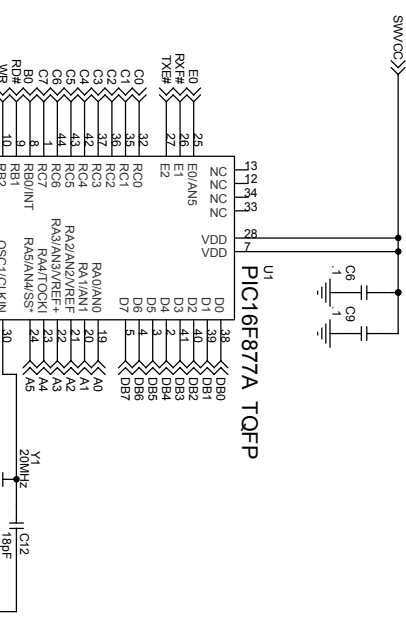 SWVCC
C6
.1
C9
.1
U1
PIC16F877A TQFP
13 NC
12 NC
34 NC
33 NC
28 VDD
7 VDD
E0 25 E0/AN5
RXF# 26 E1
TXE# 27 E2
C0 32 RC0
C1 35 RC1
C2 36 RC2
C3 37 RC3
C4 42 RC4
C5 43 RC5
C6 44 RC6
C7 1 RC7
B0 8 RB0/INT
RD# 9 RB1
WR 10 RB2
D0 38 DB0
D1 39 DB1
D2 40 DB2
D3 41 DB3
D4 2 DB4
D5 3 DB5
D6 4 DB6
D7 5 DB7
RA0/AN0 19 A0
RA1/AN1 20 A1
RA2/AN2/VREF 21 A2
RA3/AN3/VREF+ 22 A3
RA4/TOCKI 23 A4
RA5/AN4/SS* 24 A5
OSC1/CLKIN 30
Y1
20MHz
C12
18pF